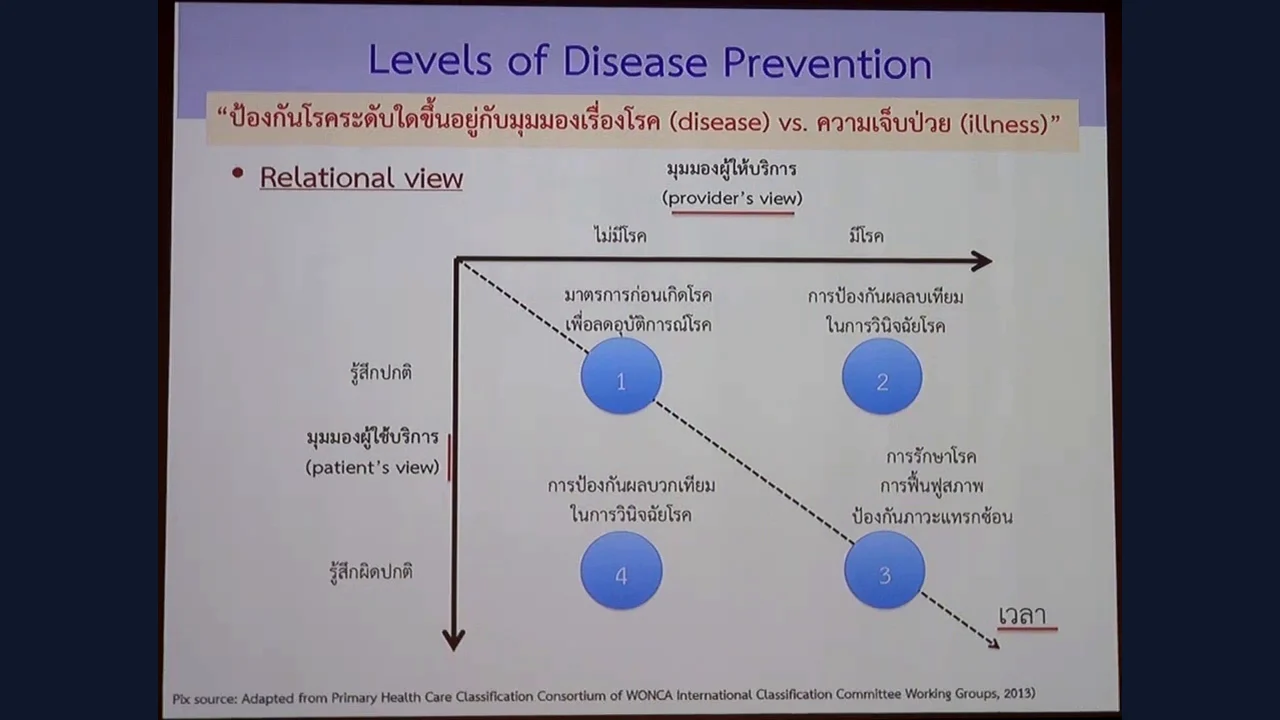 Levels of Disease Prevention
“ป้องกันโรคระดับใดขึ้นอยู่กับมุมมองเรื่องโรค (disease) vs. ความเจ็บป่วย (illness)”
• Relational view
มุมมองผู้ให้บริการ
(provider’s view)
ไม่มีโรค
มีโรค
มาตรการก่อนเกิดโรค
เพื่อลดอุบัติการณ์โรค
1
การป้องกันผลลบเทียม
ในการวินิจฉัยโรค
2
รู้สึกปกติ
มุมมองผู้ใช้บริการ
(patient’s view)
การป้องกันผลบวกเทียม
ในการวินิจฉัยโรค
4
การรักษาโรค
การฟื้นฟูสภาพ
ป้องกันภาวะแทรกซ้อน
3
รู้สึกผิดปกติ
เวลา
Pix source: Adapted from Primary Health Care Classification Consortium of WONCA International Classification Committee Working Groups, 2013)